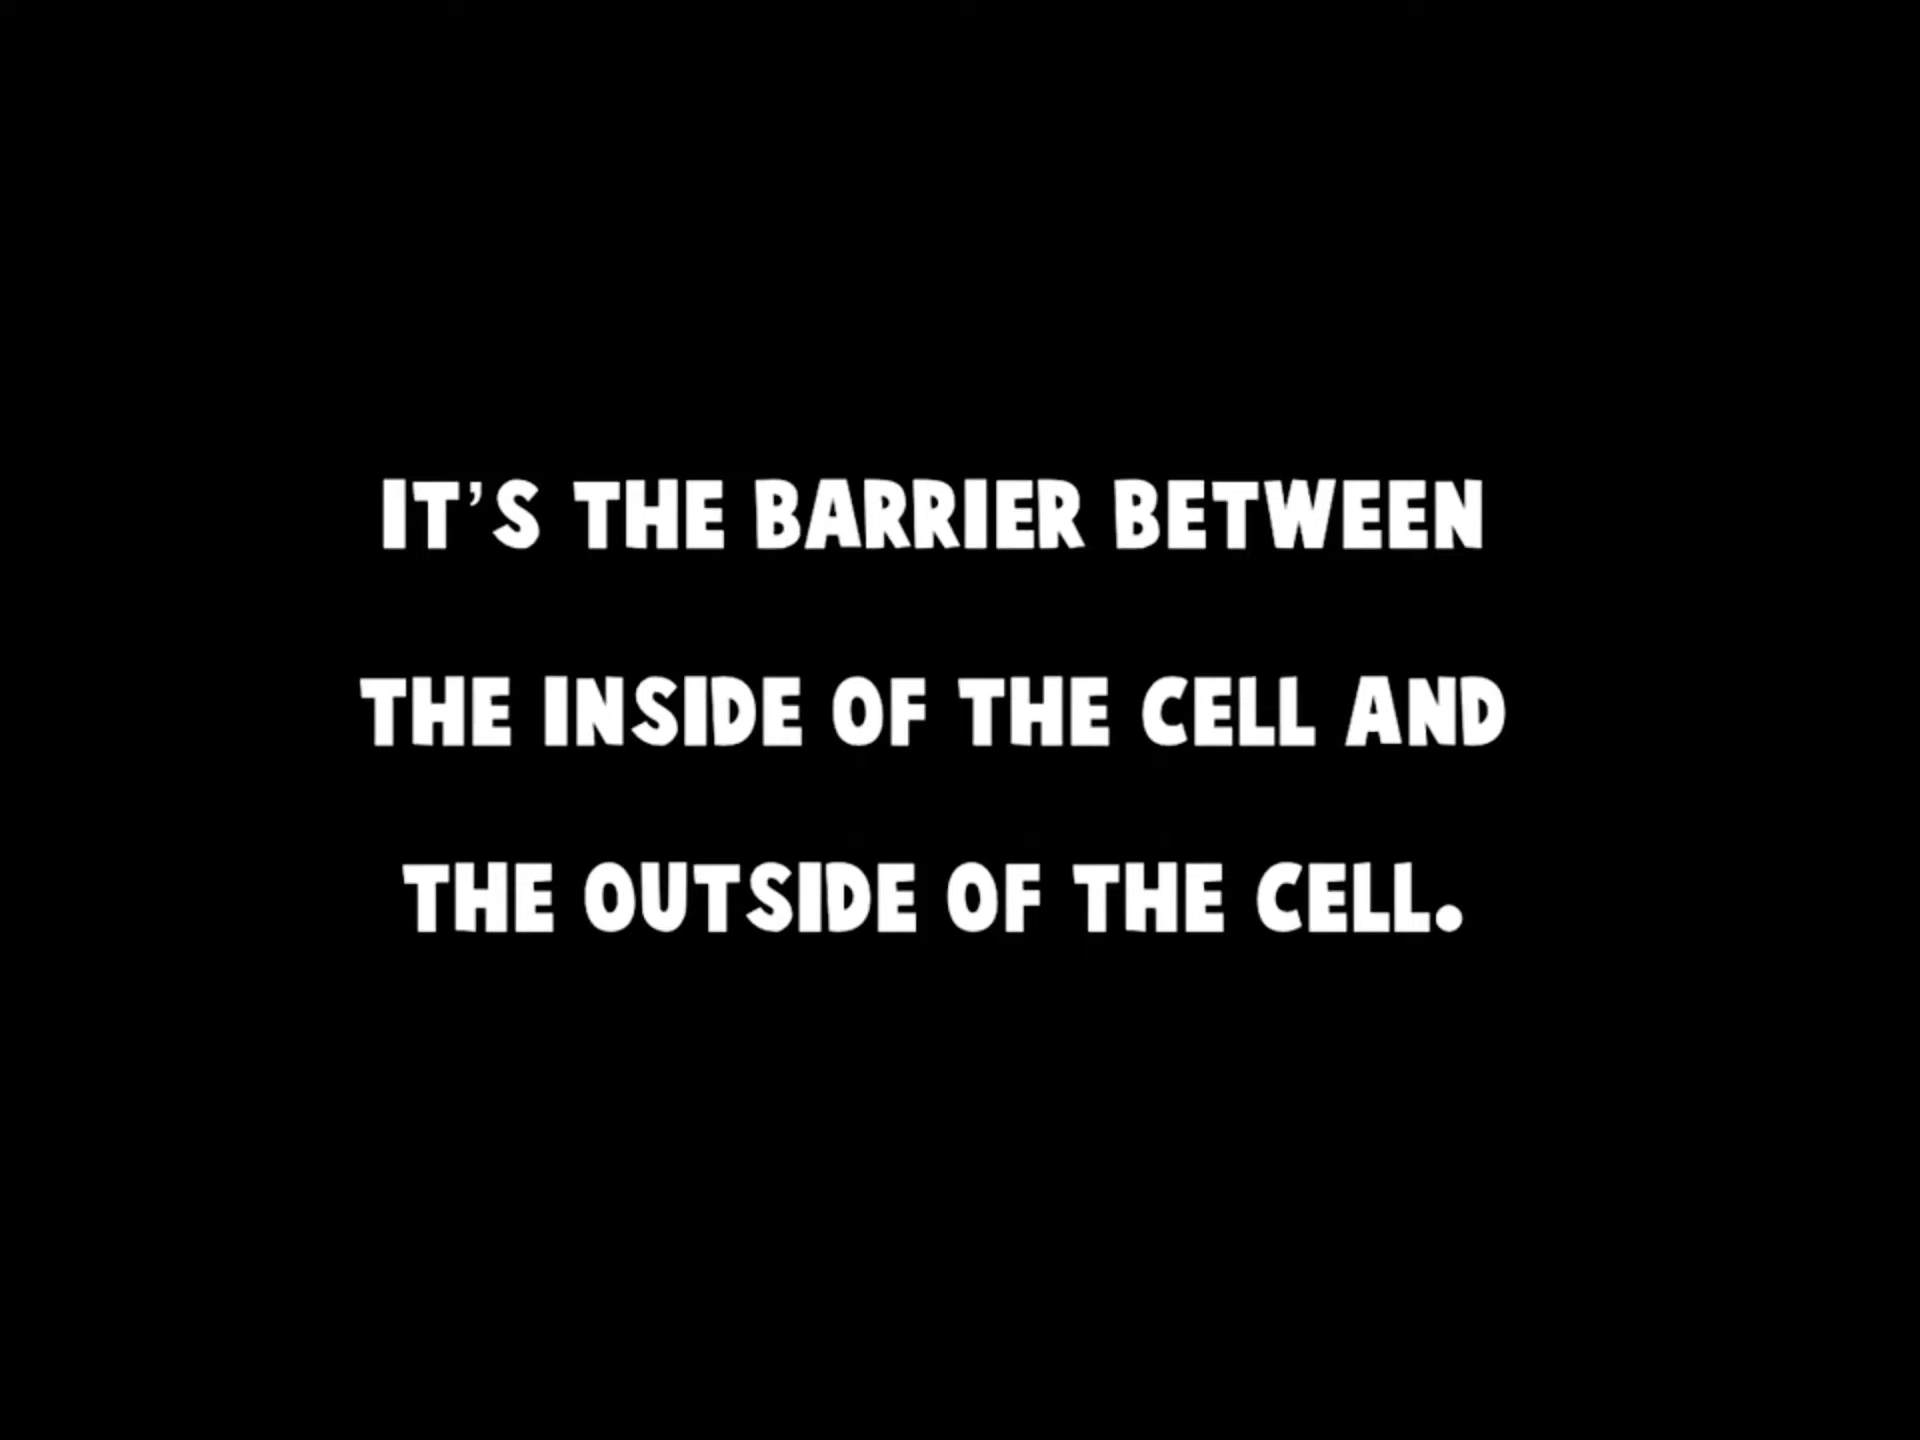 IT'S THE BARRIER BETWEEN
THE INSIDE OF THE CELL AND
THE OUTSIDE OF THE CELL.